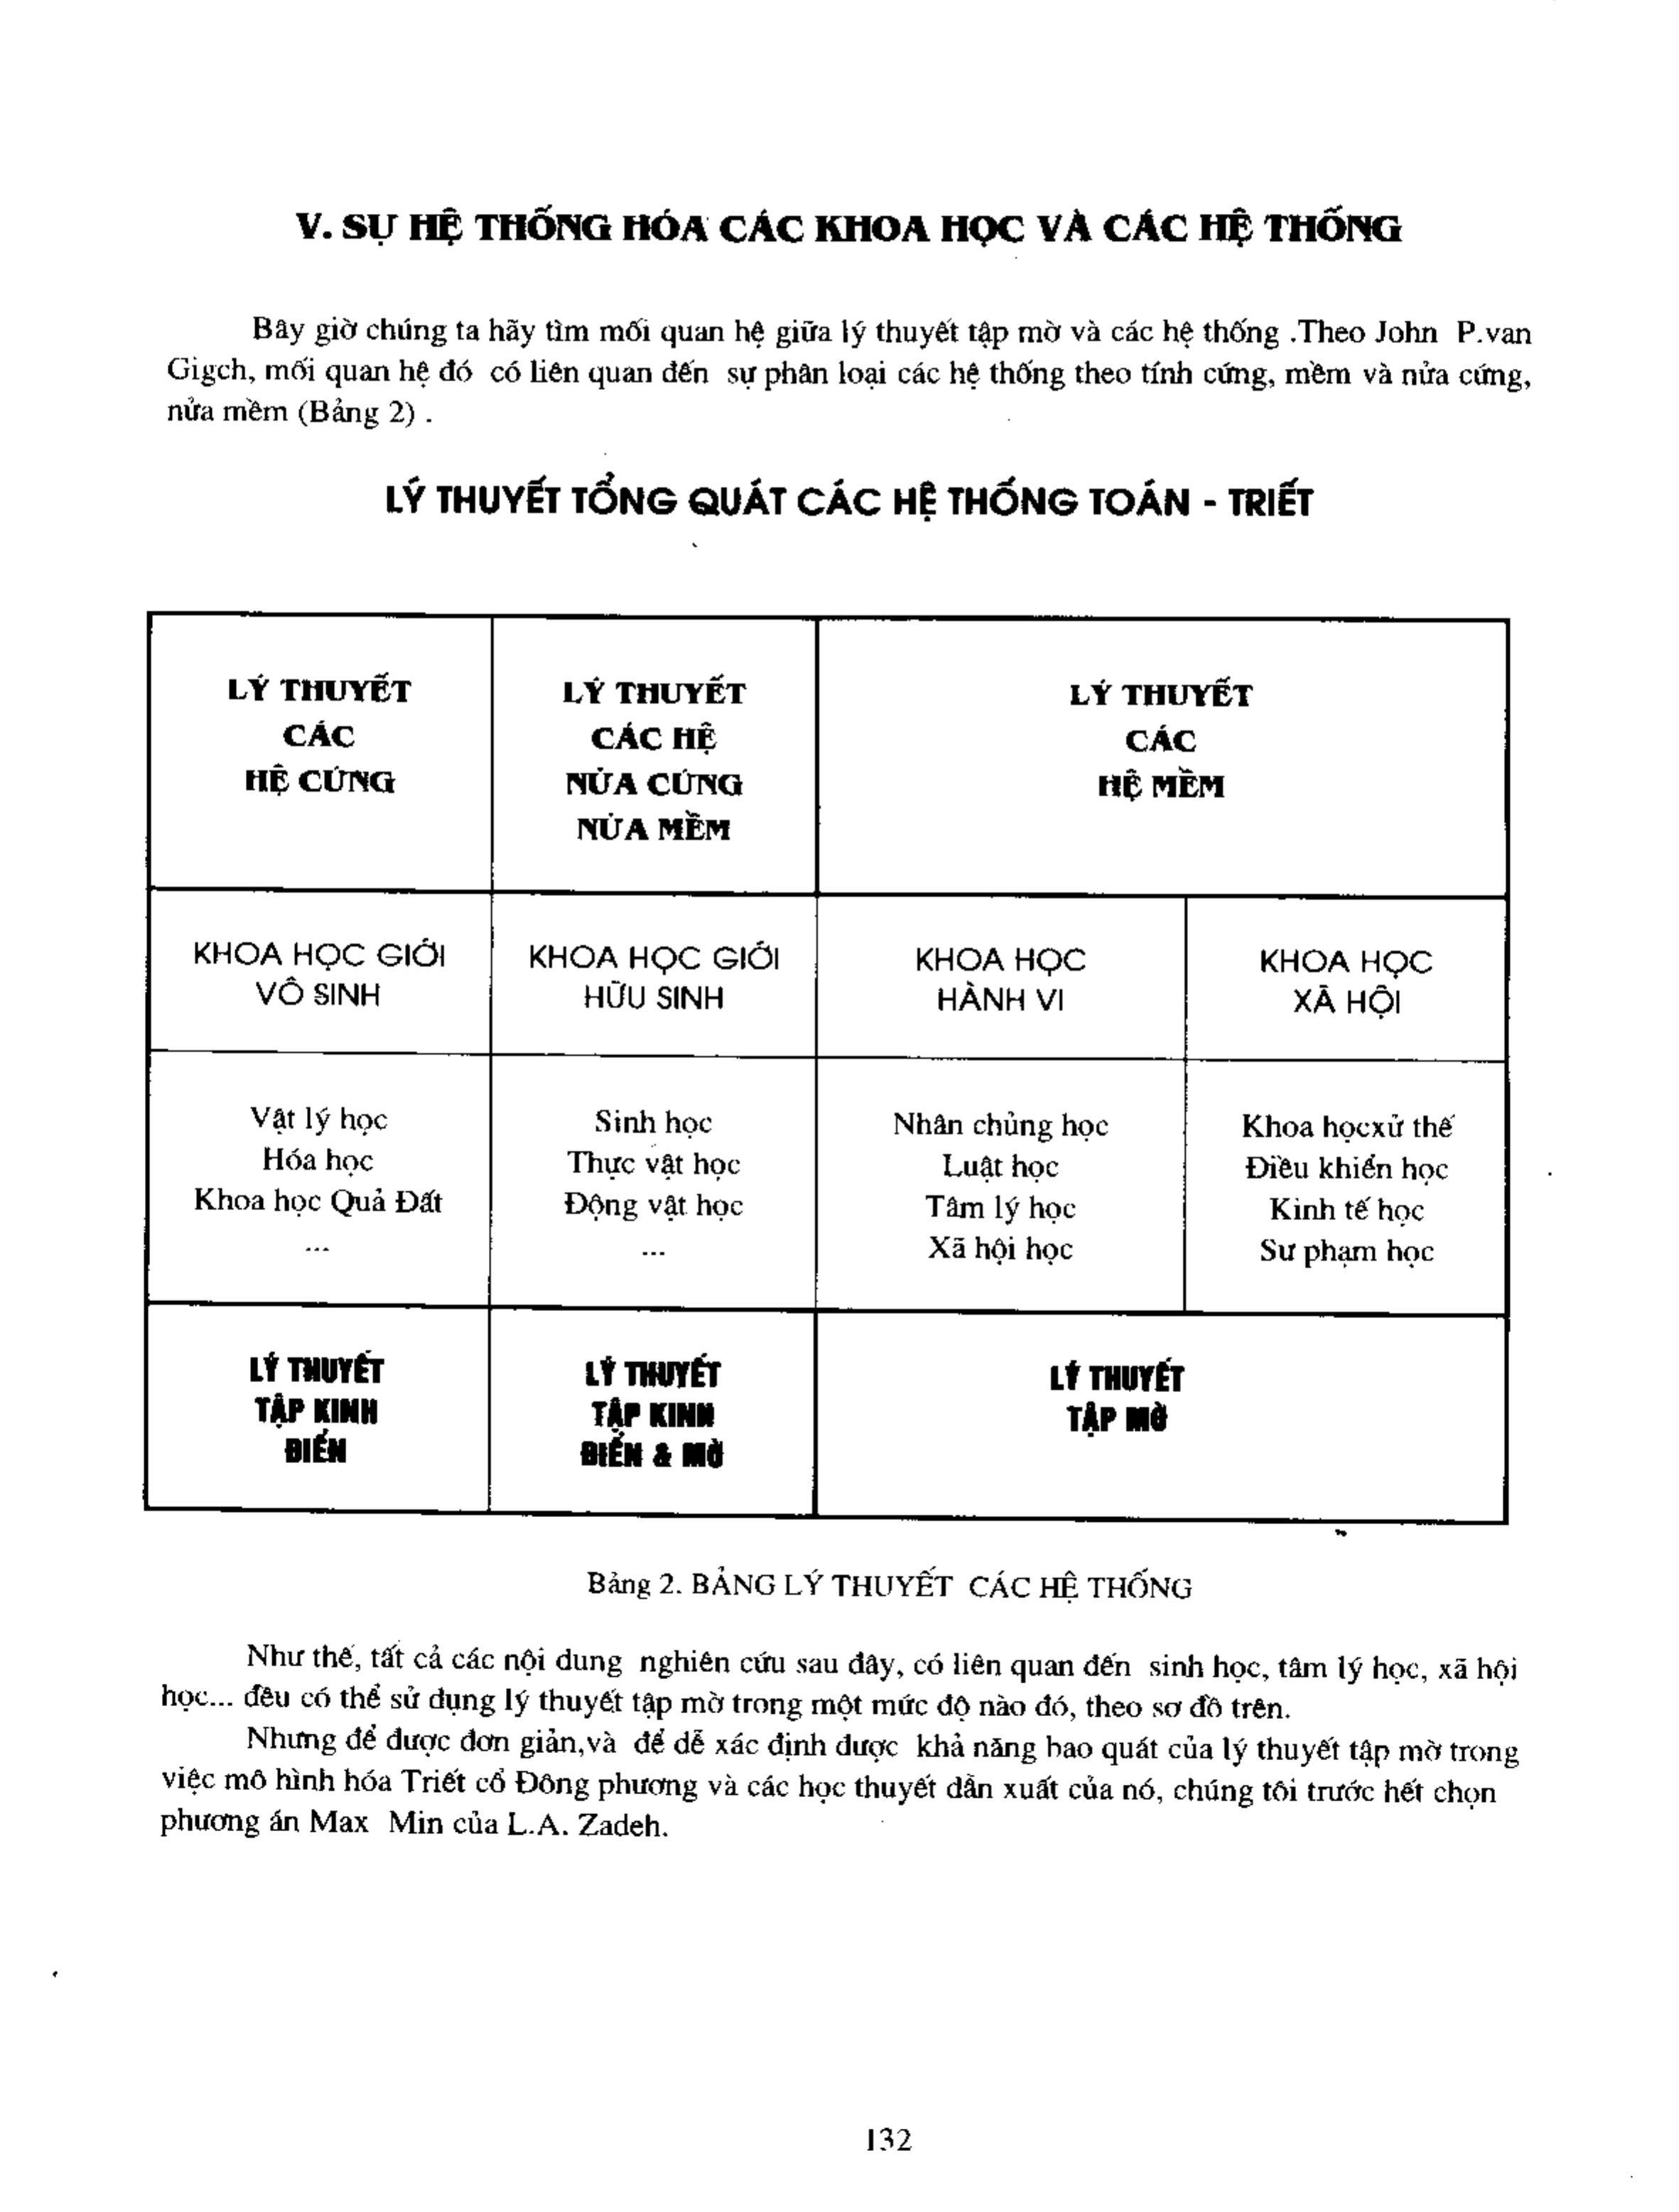 V. SỰ HỆ THỐNG HÓA CÁC KHOA HỌC VÀ CÁC HỆ THỐNG
Bây giờ chúng ta hãy tìm mối quan hệ giữa lý thuyết tập mờ và các hệ thống .Theo John P.van
Gigch, mối quan hệ đó có liên quan đến sự phân loại các hệ thống theo tính cứng, mềm và nửa cứng,
nửa mềm (Bảng 2) .
LÝ THUYẾT TỔNG QUÁT CÁC HỆ THỐNG TOÁN - TRIẾT
LÝ THUYẾT
CÁC
HỆ CỨNG
LÝ THUYẾT
CÁC HỆ
NỬA CỨNG
NỬA MỀM
LÝ THUYẾT
CÁC
HỆ MỀM
KHOA HỌC GIỚI
VÔ SINH
KHOA HỌC GIỚI
HỮU SINH
KHOA HỌC
HÀNH VI
KHOA HỌC
XÃ HỘI
Vật lý học
Hóa học
Khoa học Quả Đất
...
Sinh học
Thực vật học
Động vật học
...
Nhân chủng học
Luật học
Tâm lý học
Xã hội học
Khoa họcxử thế
Điều khiển học
Kinh tế học
Sư phạm học
LÝ THUYẾT
TẬP KINH
ĐIỂN
LÝ THUYẾT
TẬP KINH
ĐIỂN & MỜ
LÝ THUYẾT
TẬP MỜ
Bảng 2. BẢNG LÝ THUYẾT CÁC HỆ THỐNG
Như thế, tất cả các nội dung nghiên cứu sau đây, có liên quan đến sinh học, tâm lý học, xã hội
học... đều có thể sử dụng lý thuyết tập mờ trong một mức độ nào đó, theo sơ đồ trên.
Nhưng để được đơn giản,và để dễ xác định được khả năng bao quát của lý thuyết tập mờ trong
việc mô hình hóa Triết cổ Đông phương và các học thuyết dẫn xuất của nó, chúng tôi trước hết chọn
phương án Max Min của L.A. Zadeh.
132